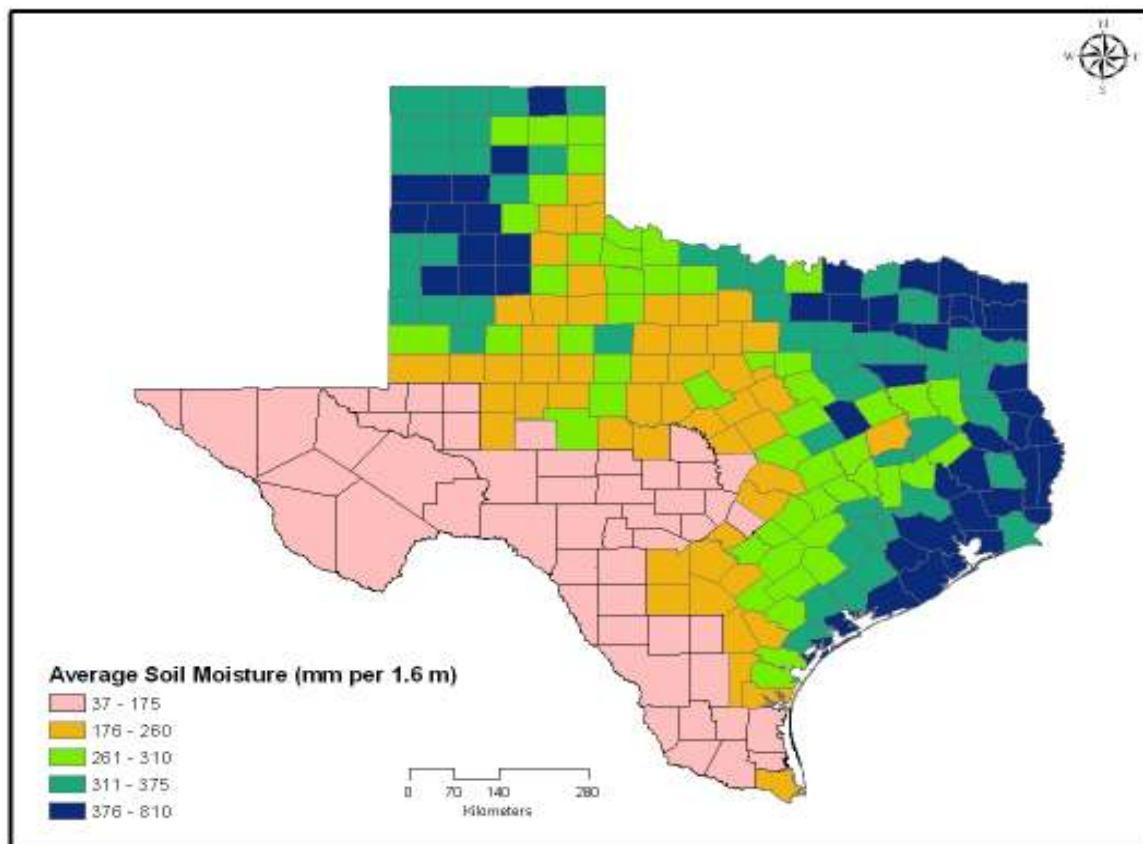 N
W E
S
Average Soil Moisture (mm per 1.6 m)
37 - 175
176 - 260
261 - 310
311 - 375
376 - 810
0 70 140 280
Kilometers